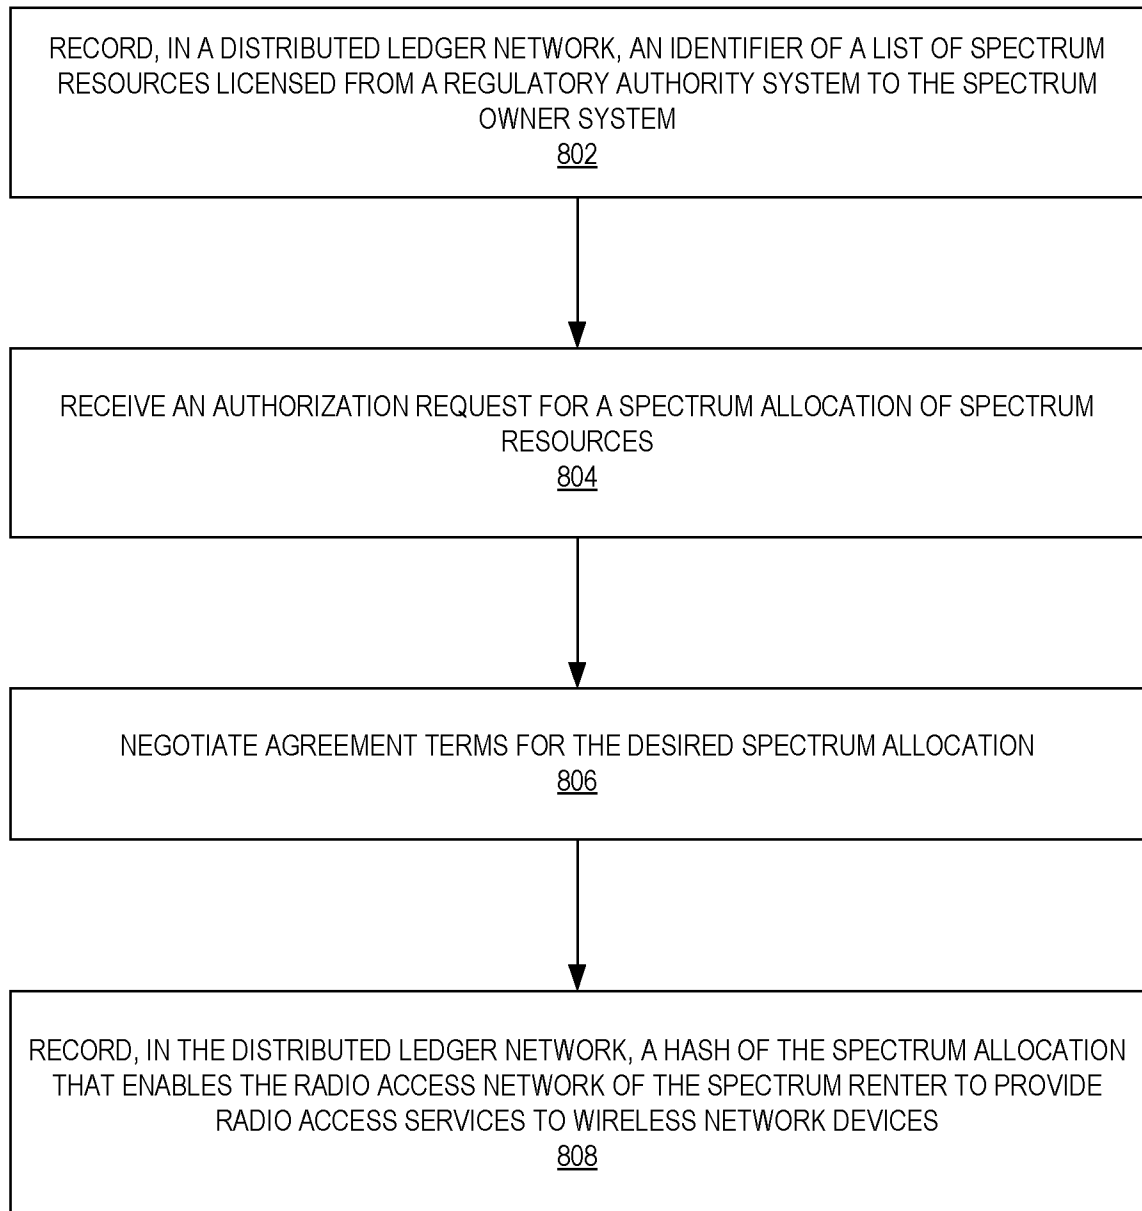 RECORD, IN A DISTRIBUTED LEDGER NETWORK, AN IDENTIFIER OF A LIST OF SPECTRUM
RESOURCES LICENSED FROM A REGULATORY AUTHORITY SYSTEM TO THE SPECTRUM
OWNER SYSTEM
802
RECEIVE AN AUTHORIZATION REQUEST FOR A SPECTRUM ALLOCATION OF SPECTRUM
RESOURCES
804
NEGOTIATE AGREEMENT TERMS FOR THE DESIRED SPECTRUM ALLOCATION
806
RECORD, IN THE DISTRIBUTED LEDGER NETWORK, A HASH OF THE SPECTRUM ALLOCATION
THAT ENABLES THE RADIO ACCESS NETWORK OF THE SPECTRUM RENTER TO PROVIDE
RADIO ACCESS SERVICES TO WIRELESS NETWORK DEVICES
808